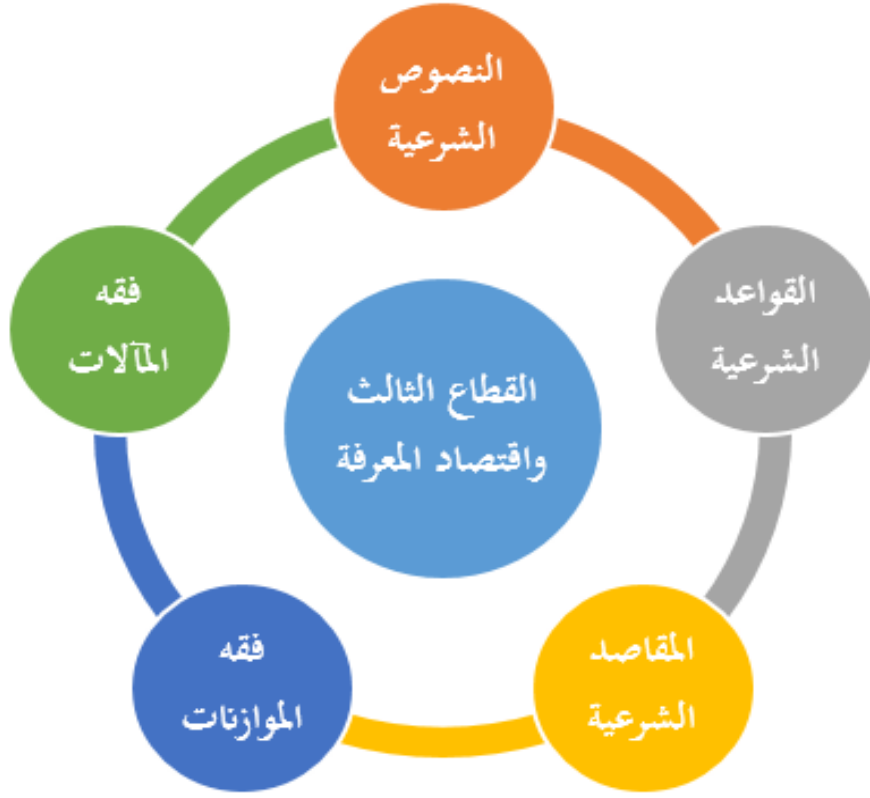 النصوص
الشرعية
القواعد
الشرعية
المقاصد
الشرعية
فقه
الموازنات
فقه
المآلات
القطاع الثالث
واقتصاد المعرفة